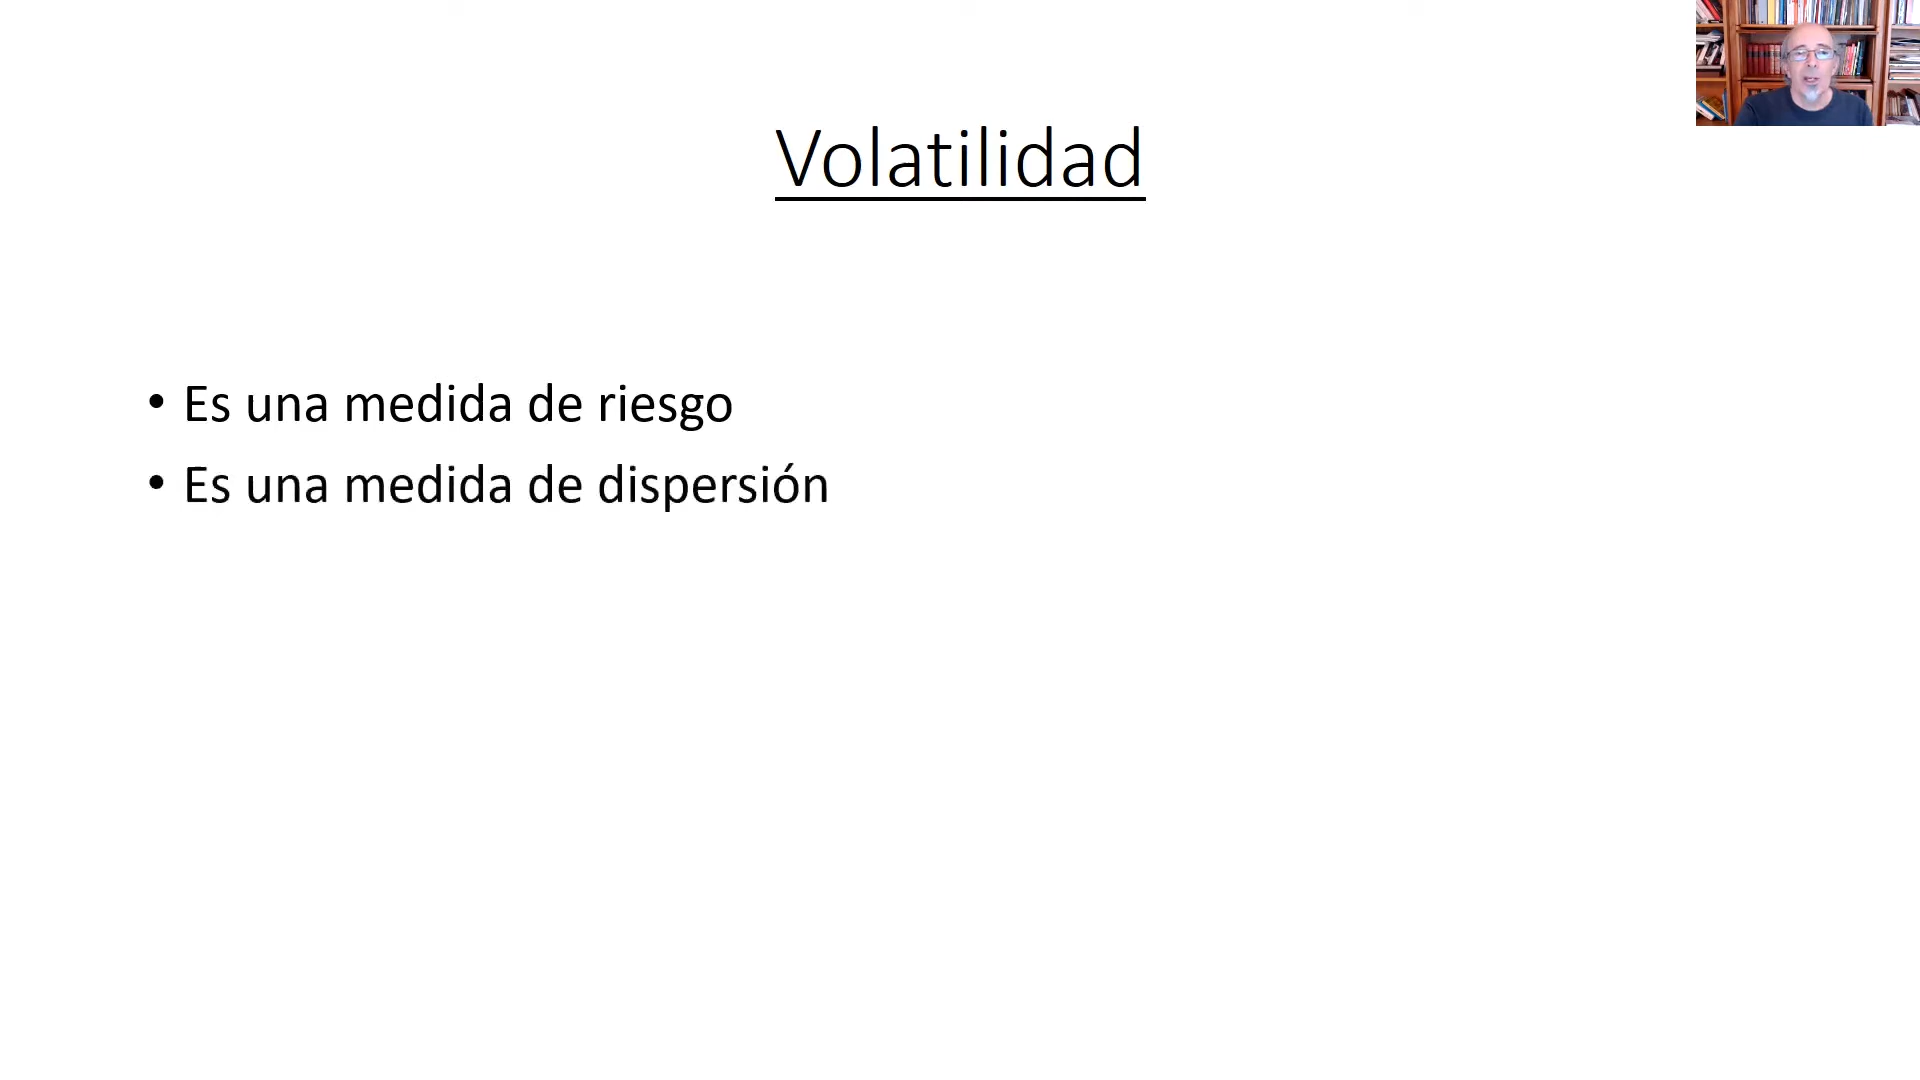 Volatilidad
• Es una medida de riesgo
• Es una medida de dispersión